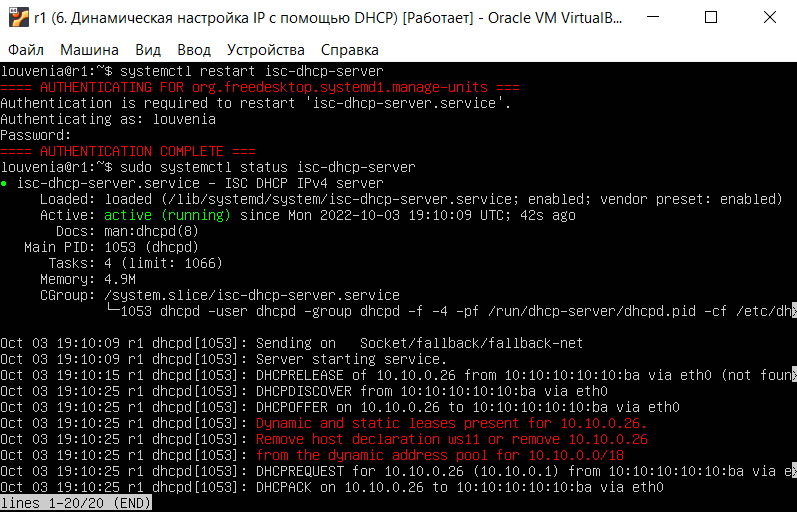 r1 (6. Динамическая настройка IP с помощью DHCP) [Работает] - Oracle VM VirtualB...
Файл Машина Вид Ввод Устройства Справка
louvenia@r1:~$ systemctl restart isc-dhcp-server
==== AUTHENTICATING FOR org.freedesktop.systemd1.manage-units ===
Authentication is required to restart 'isc-dhcp-server.service'.
Authenticating as: louvenia
Password:
==== AUTHENTICATION COMPLETE ===
louvenia@r1:~$ sudo systemctl status isc-dhcp-server
● isc-dhcp-server.service - ISC DHCP IPv4 server
Loaded: loaded (/lib/systemd/system/isc-dhcp-server.service; enabled; vendor preset: enabled)
Active: active (running) since Mon 2022-10-03 19:10:09 UTC; 42s ago
Docs: man:dhcpd(8)
Main PID: 1053 (dhcpd)
Tasks: 4 (limit: 1066)
Memory: 4.9M
CGroup: /system.slice/isc-dhcp-server.service
└─1053 dhcpd -user dhcpd -group dhcpd -f -4 -pf /run/dhcp-server/dhcpd.pid -cf /etc/dh>
Oct 03 19:10:09 r1 dhcpd[1053]: Sending on   Socket/fallback/fallback-net
Oct 03 19:10:09 r1 dhcpd[1053]: Server starting service.
Oct 03 19:10:15 r1 dhcpd[1053]: DHCPRELEASE of 10.10.0.26 from 10:10:10:10:10:ba via eth0 (not foun>
Oct 03 19:10:25 r1 dhcpd[1053]: DHCPDISCOVER from 10:10:10:10:10:ba via eth0
Oct 03 19:10:25 r1 dhcpd[1053]: DHCPOFFER on 10.10.0.26 to 10:10:10:10:10:ba via eth0
Oct 03 19:10:25 r1 dhcpd[1053]: Dynamic and static leases present for 10.10.0.26.
Oct 03 19:10:25 r1 dhcpd[1053]: Remove host declaration ws11 or remove 10.10.0.26
Oct 03 19:10:25 r1 dhcpd[1053]: from the dynamic address pool for 10.10.0.0/18
Oct 03 19:10:25 r1 dhcpd[1053]: DHCPREQUEST for 10.10.0.26 (10.10.0.1) from 10:10:10:10:10:ba via e>
Oct 03 19:10:25 r1 dhcpd[1053]: DHCPACK on 10.10.0.26 to 10:10:10:10:10:ba via eth0
lines 1-20/20 (END)